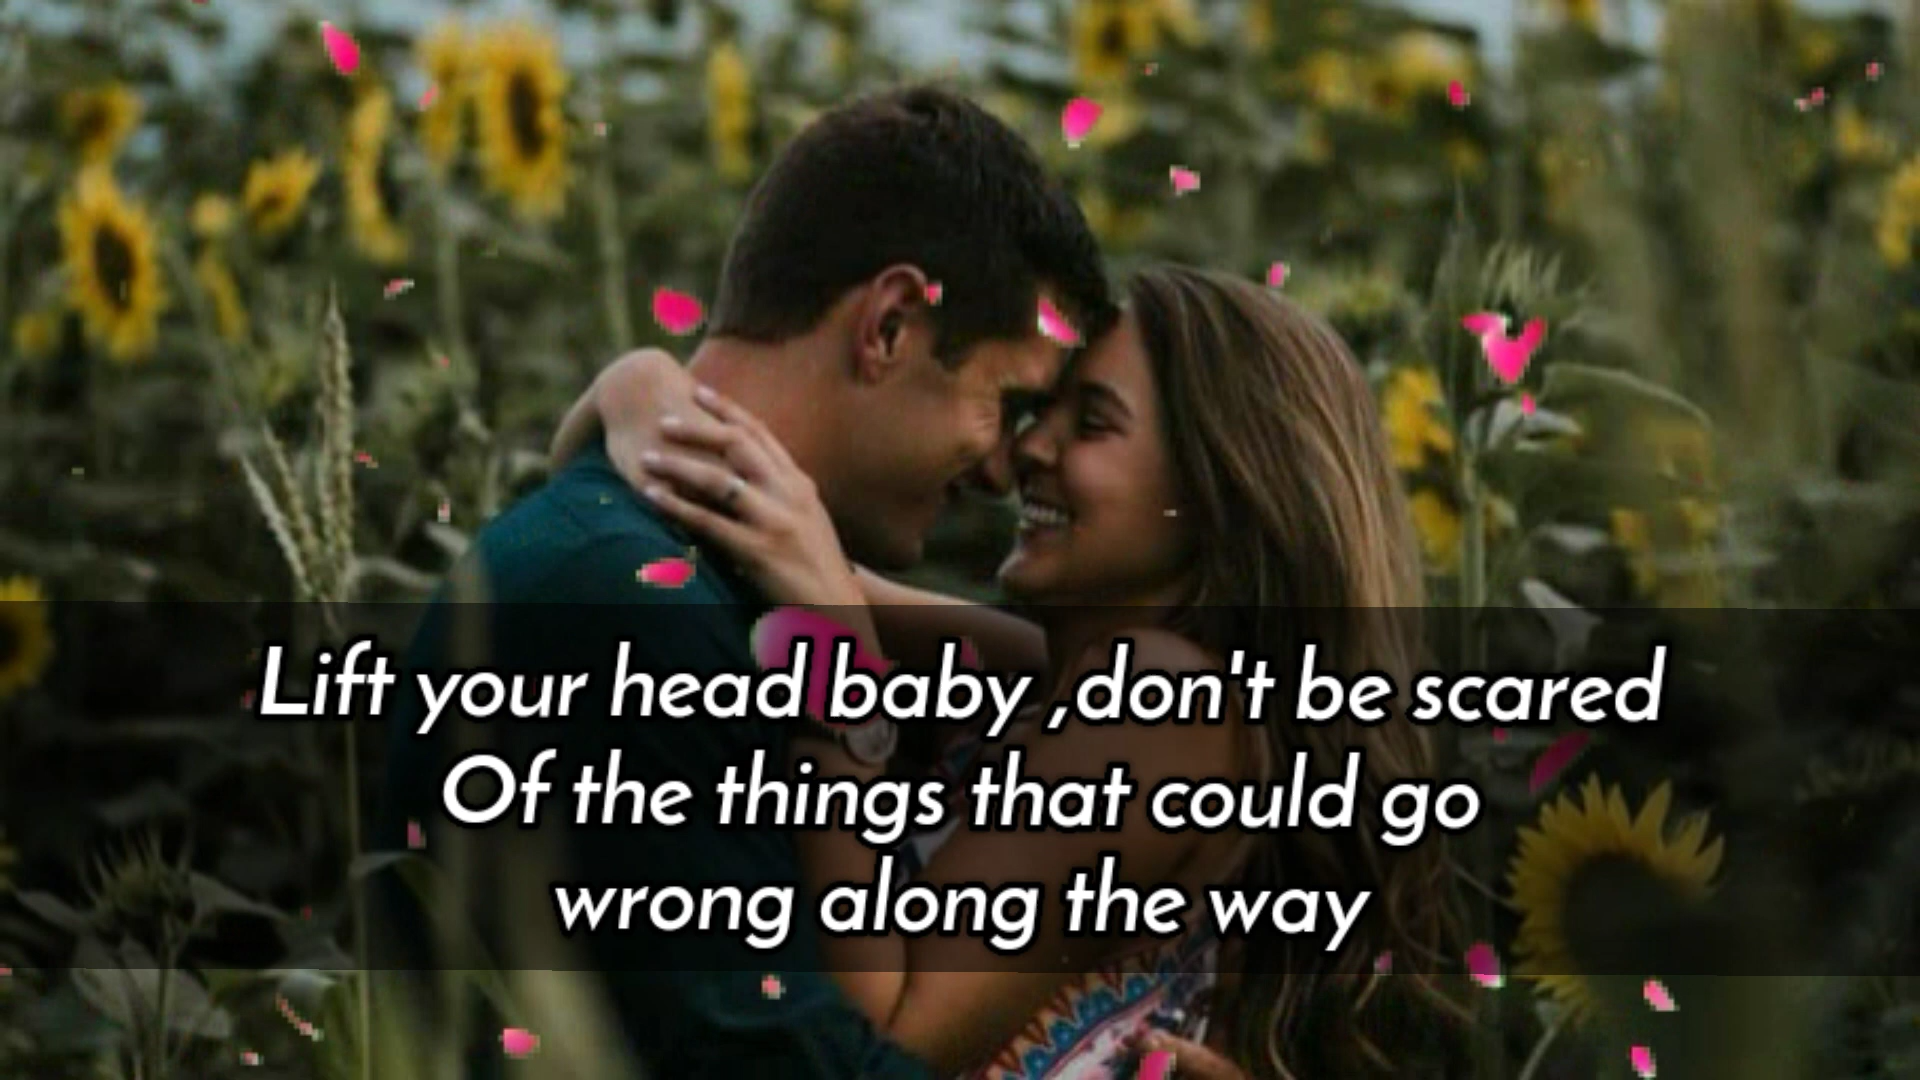 Lift your head baby ,don't be scared
Of the things that could go
wrong along the way